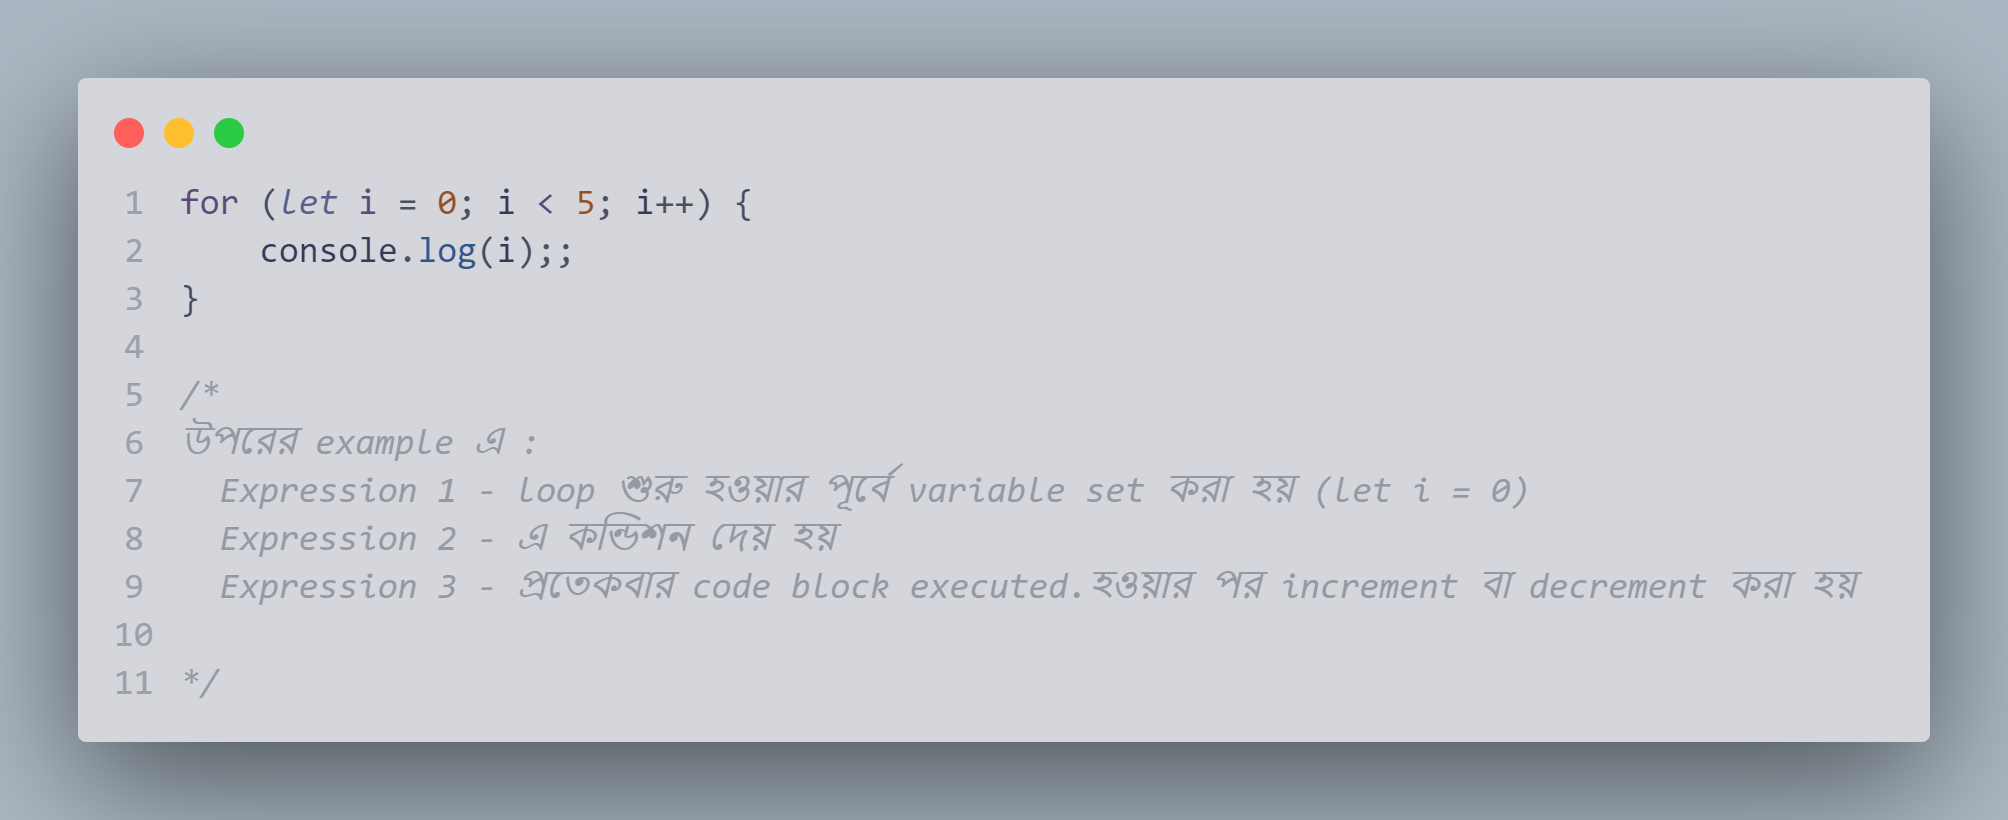 1 for (let i = 0; i < 5; i++) {
2 console.log(i);;
3 }
4
5 /*
6 উপরের example এ :
7 Expression 1 - loop শুরু হওয়ার পূর্বে variable set করা হয় (let i = 0)
8 Expression 2 - এ কন্ডিশন দেয় হয়
9 Expression 3 - প্রতেকবার code block executed.হওয়ার পর increment বা decrement করা হয়
10
11 */